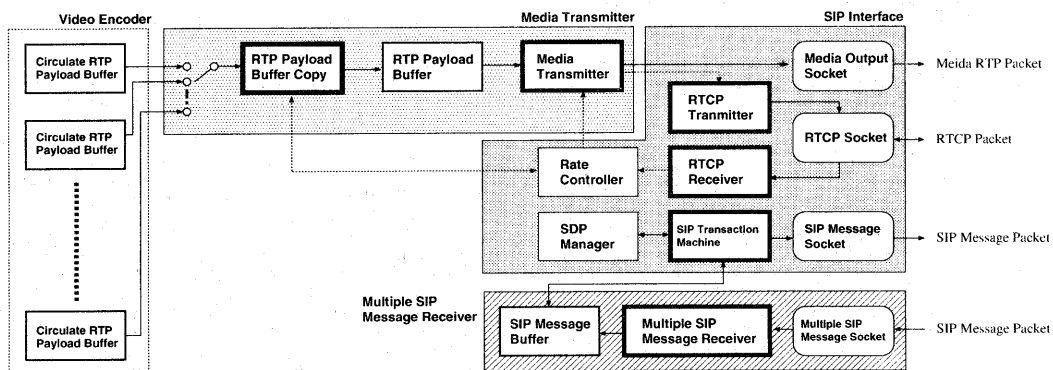 Video Encoder
Media Transmitter
SIP Interface
Circulate RTP
Payload Buffer
RTP Payload
Buffer Copy
RTP Payload
Buffer
Media
Transmitter
Media Output
Socket
Meida RTP Packet
RTCP
Tranmitter
Circulate RTP
Payload Buffer
RTCP Socket
RTCP Packet
Rate
Controller
RTCP
Receiver
SDP
Manager
SIP Transaction
Machine
SIP Message
Socket
SIP Message Packet
Multiple SIP
Message Receiver
Circulate RTP
Payload Buffer
SIP Message
Buffer
Multiple SIP
Message Receiver
Multiple SIP
Message Socket
SIP Message Packet